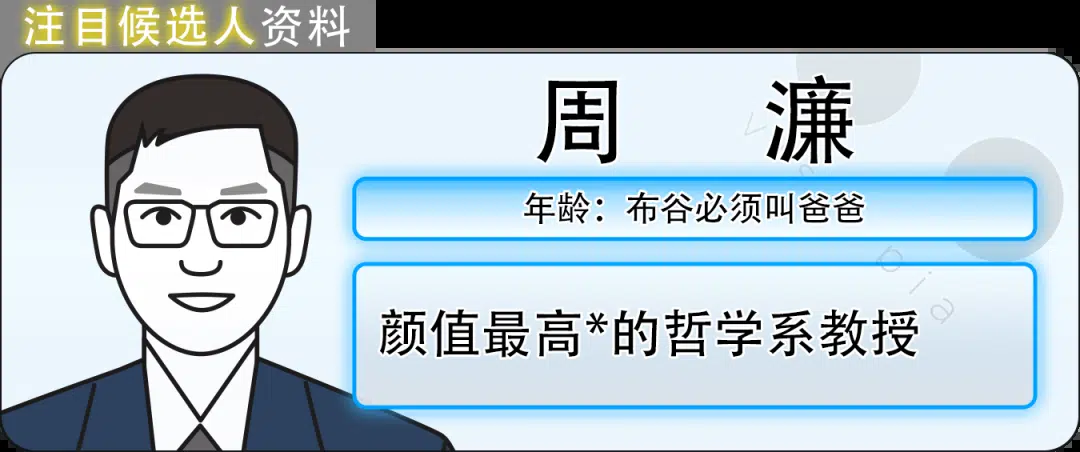 注目候选人资料
周 濂
年龄：布谷必须叫爸爸
颜值最高*的哲学系教授